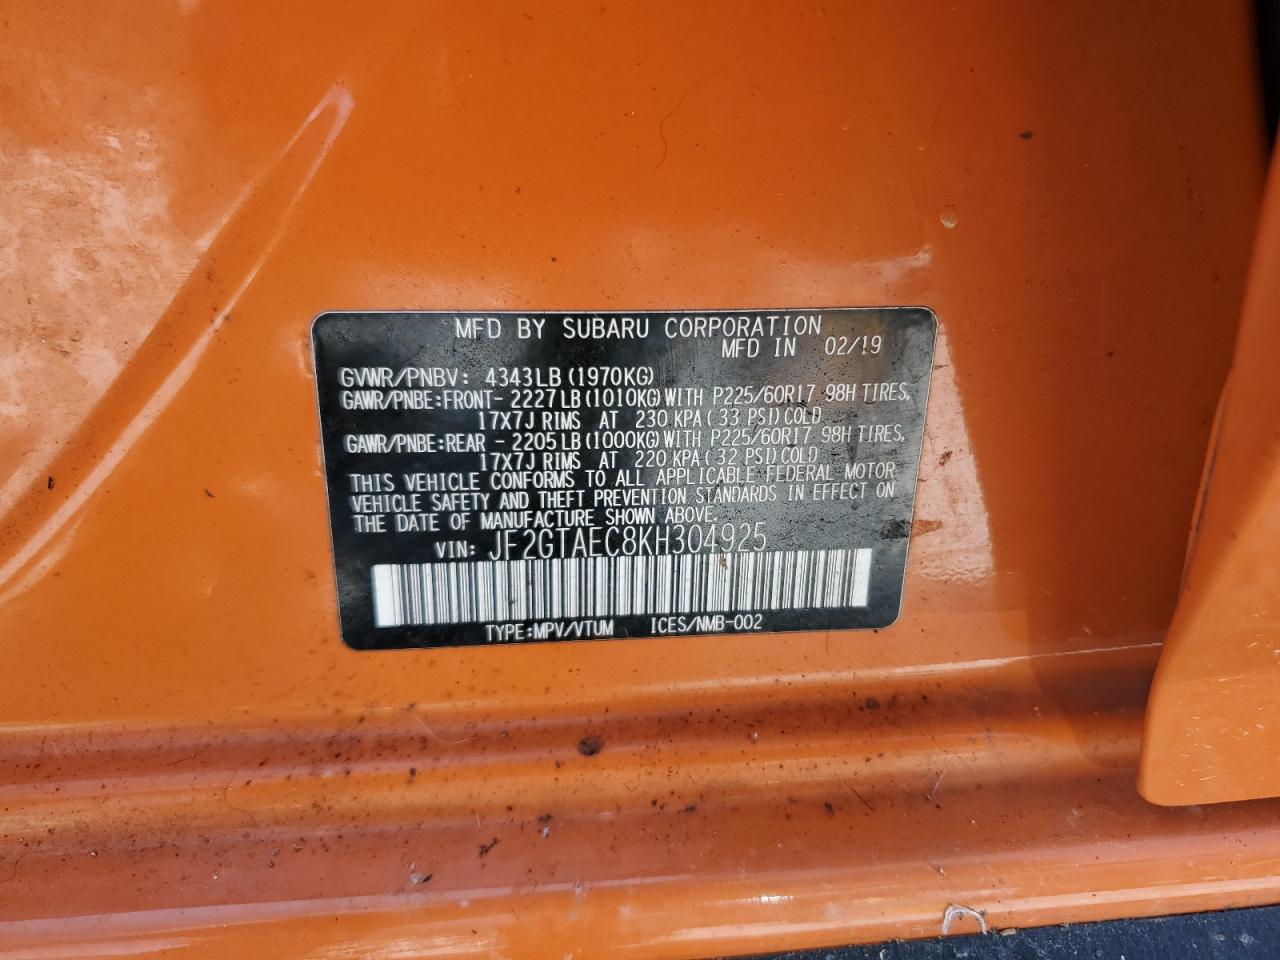 MFD BY SUBARU CORPORATION
MFD IN 02/19
GVWR/PNBV: 4343LB(1970KG)
GAWR/PNBE:FRONT- 2227LB(1010KG)WITH P225/60R17 98H TIRES,
17X7J RIMS AT 230 KPA(33 PSI)COLD
GAWR/PNBE:REAR - 2205LB(1000KG)WITH P225/60R17 98H TIRES,
17X7J RIMS AT 220 KPA(32 PSI)COLD
THIS VEHICLE CONFORMS TO ALL APPLICABLE FEDERAL MOTOR
VEHICLE SAFETY AND THEFT PREVENTION STANDARDS IN EFFECT ON
THE DATE OF MANUFACTURE SHOWN ABOVE.
VIN: JF2GTAEC8KH304925
TYPE:MPV/VTUM ICES/NMB-002